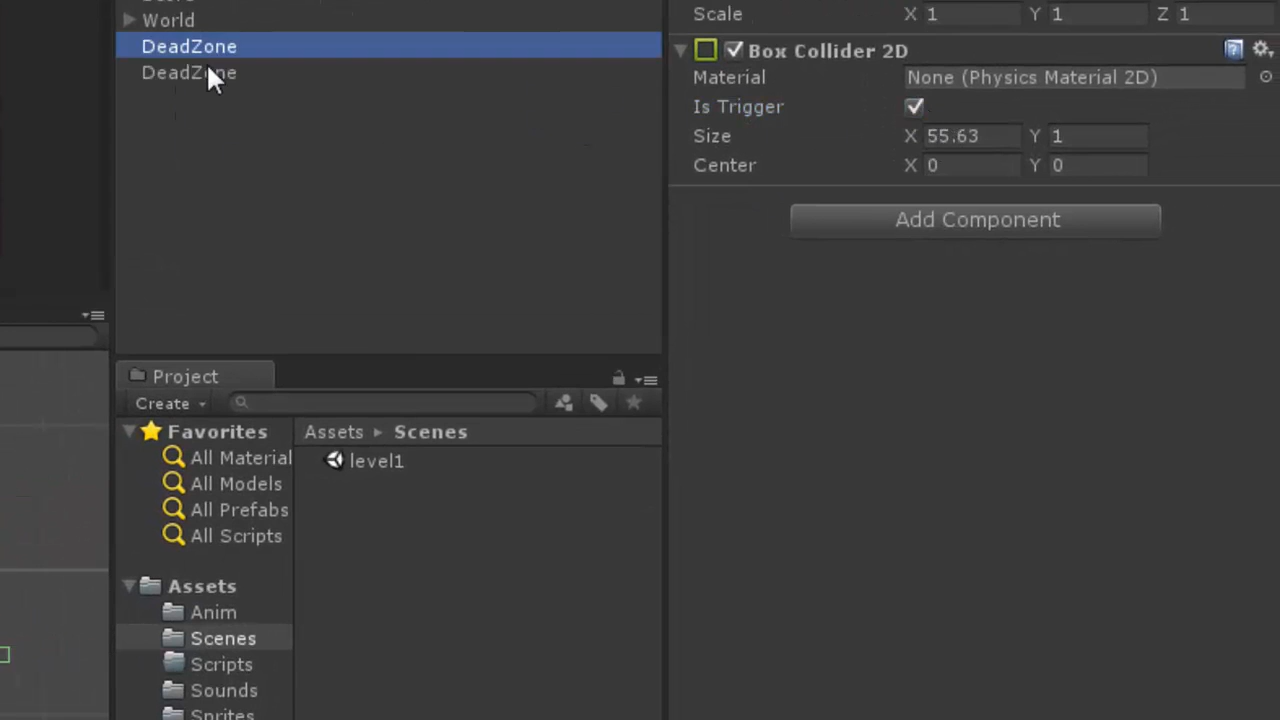 World
DeadZone
DeadZone
Scale X 1 Y 1 Z 1
Box Collider 2D
Material None (Physics Material 2D)
Is Trigger
Size X 55.63 Y 1
Center X 0 Y 0
Add Component
Project
Create
Favorites
All Material
All Models
All Prefabs
All Scripts
Assets
Anim
Scenes
Scripts
Sounds
Sprites
Assets ▸ Scenes
level1